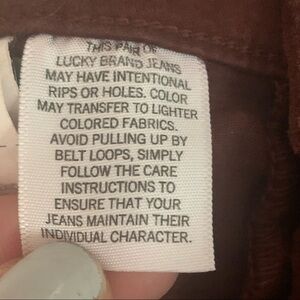 THIS PAIR OF
LUCKY BRAND JEANS
MAY HAVE INTENTIONAL
RIPS OR HOLES. COLOR
MAY TRANSFER TO LIGHTER
COLORED FABRICS.
AVOID PULLING UP BY
BELT LOOPS, SIMPLY
FOLLOW THE CARE
INSTRUCTIONS TO
ENSURE THAT YOUR
JEANS MAINTAIN THEIR
INDIVIDUAL CHARACTER.